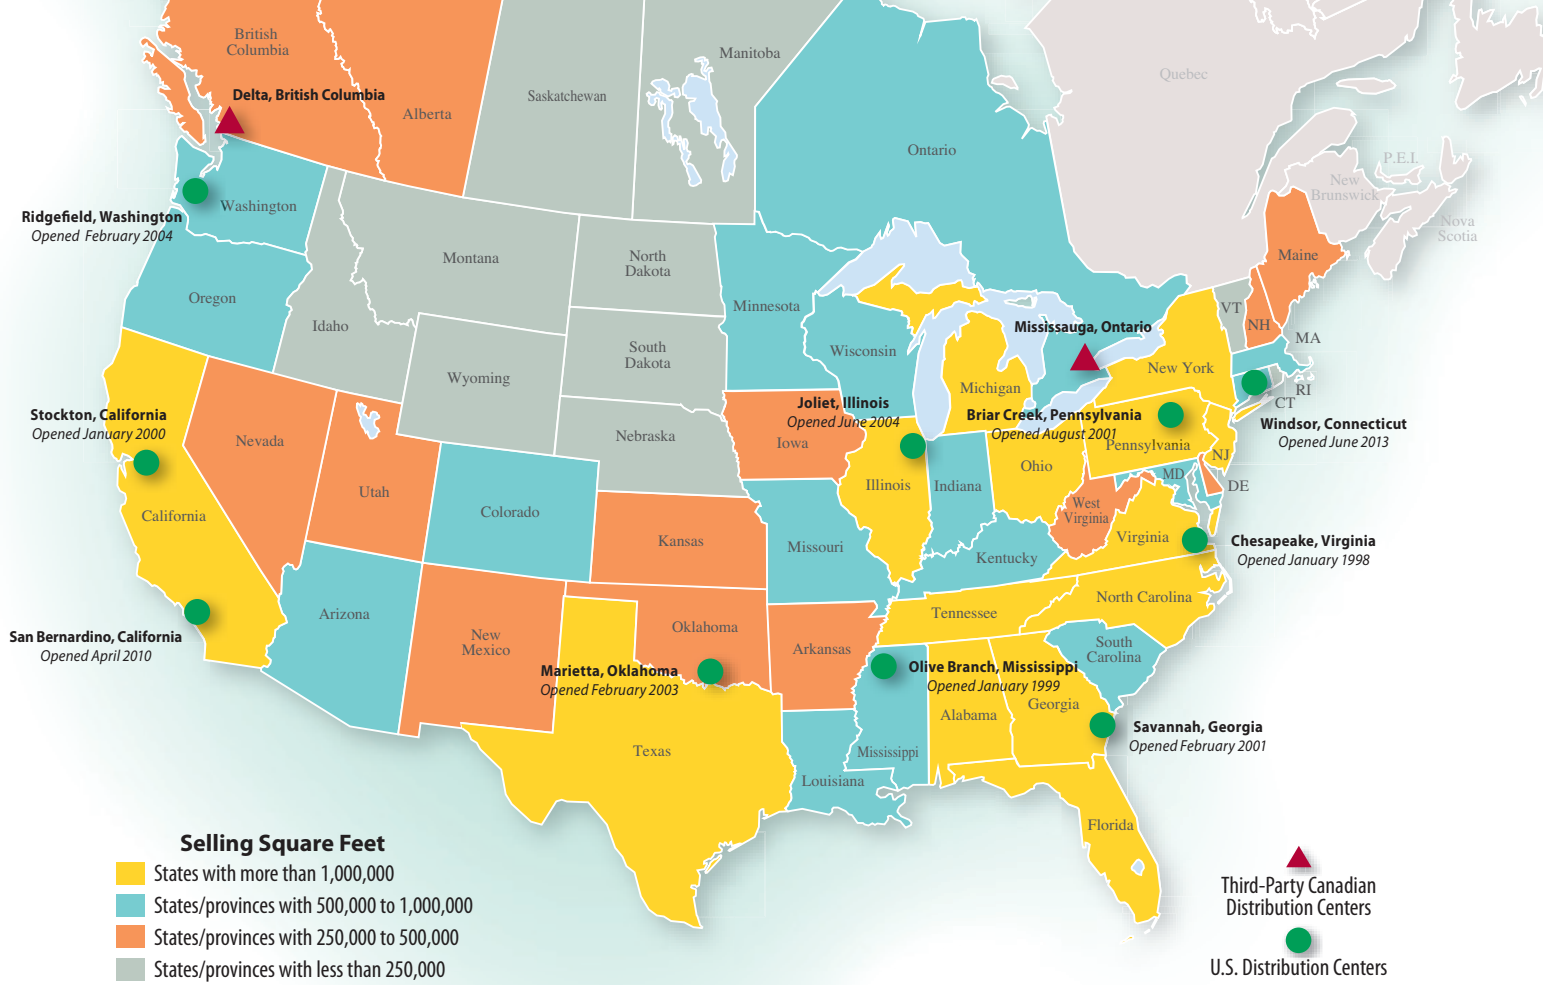 British
Columbia
Manitoba
Quebec
Delta, British Columbia
Saskatchewan
Alberta
Ontario
P.E.I.
New
Brunswick
Nova
Scotia
Washington
Ridgefield, Washington
Opened February 2004
Montana
North
Dakota
Maine
Oregon
Minnesota
VT
Idaho
NH
Mississauga, Ontario
MA
South
Dakota
Wisconsin
New York
Wyoming
Michigan
RI
CT
Stockton, California
Opened January 2000
Joliet, Illinois
Opened June 2004
Briar Creek, Pennsylvania
Opened August 2001
Windsor, Connecticut
Opened June 2013
Nevada
Nebraska
Iowa
Pennsylvania
NJ
Ohio
MD
DE
Utah
Illinois
Indiana
West
Virginia
California
Colorado
Kansas
Missouri
Kentucky
Virginia
Chesapeake, Virginia
Opened January 1998
Arizona
Tennessee
North Carolina
San Bernardino, California
Opened April 2010
New
Mexico
Oklahoma
Arkansas
South
Carolina
Marietta, Oklahoma
Opened February 2003
Olive Branch, Mississippi
Opened January 1999
Alabama
Georgia
Savannah, Georgia
Opened February 2001
Texas
Mississippi
Louisiana
Florida
Selling Square Feet
States with more than 1,000,000
States/provinces with 500,000 to 1,000,000
States/provinces with 250,000 to 500,000
States/provinces with less than 250,000
Third-Party Canadian
Distribution Centers
U.S. Distribution Centers